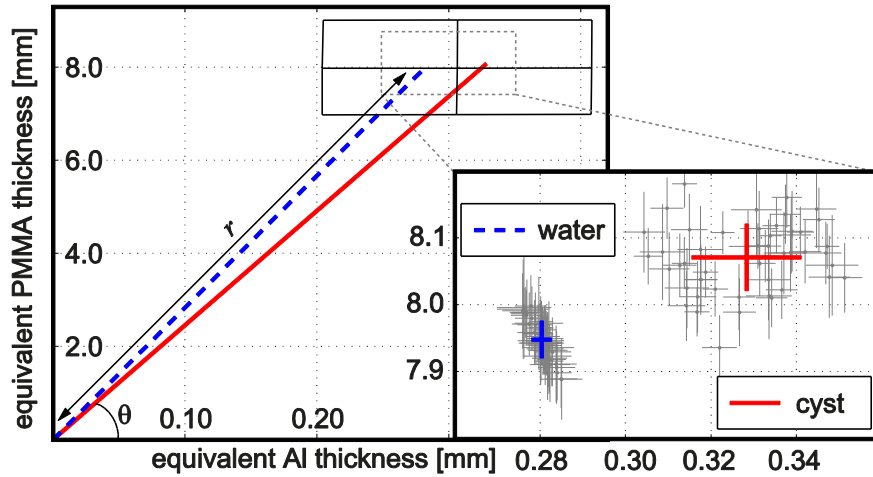 equivalent PMMA thickness [mm]
8.0
6.0
4.0
2.0
r
θ
0.10
0.20
equivalent Al thickness [mm]
water
cyst
8.1
8.0
7.9
0.28
0.30
0.32
0.34